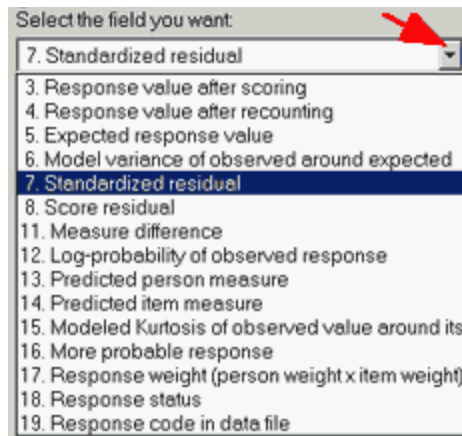 Select the field you want:
7. Standardized residual
3. Response value after scoring
4. Response value after recounting
5. Expected response value
6. Model variance of observed around expected
7. Standardized residual
8. Score residual
11. Measure difference
12. Log-probability of observed response
13. Predicted person measure
14. Predicted item measure
15. Modeled Kurtosis of observed value around its
16. More probable response
17. Response weight (person weight x item weight)
18. Response status
19. Response code in data file